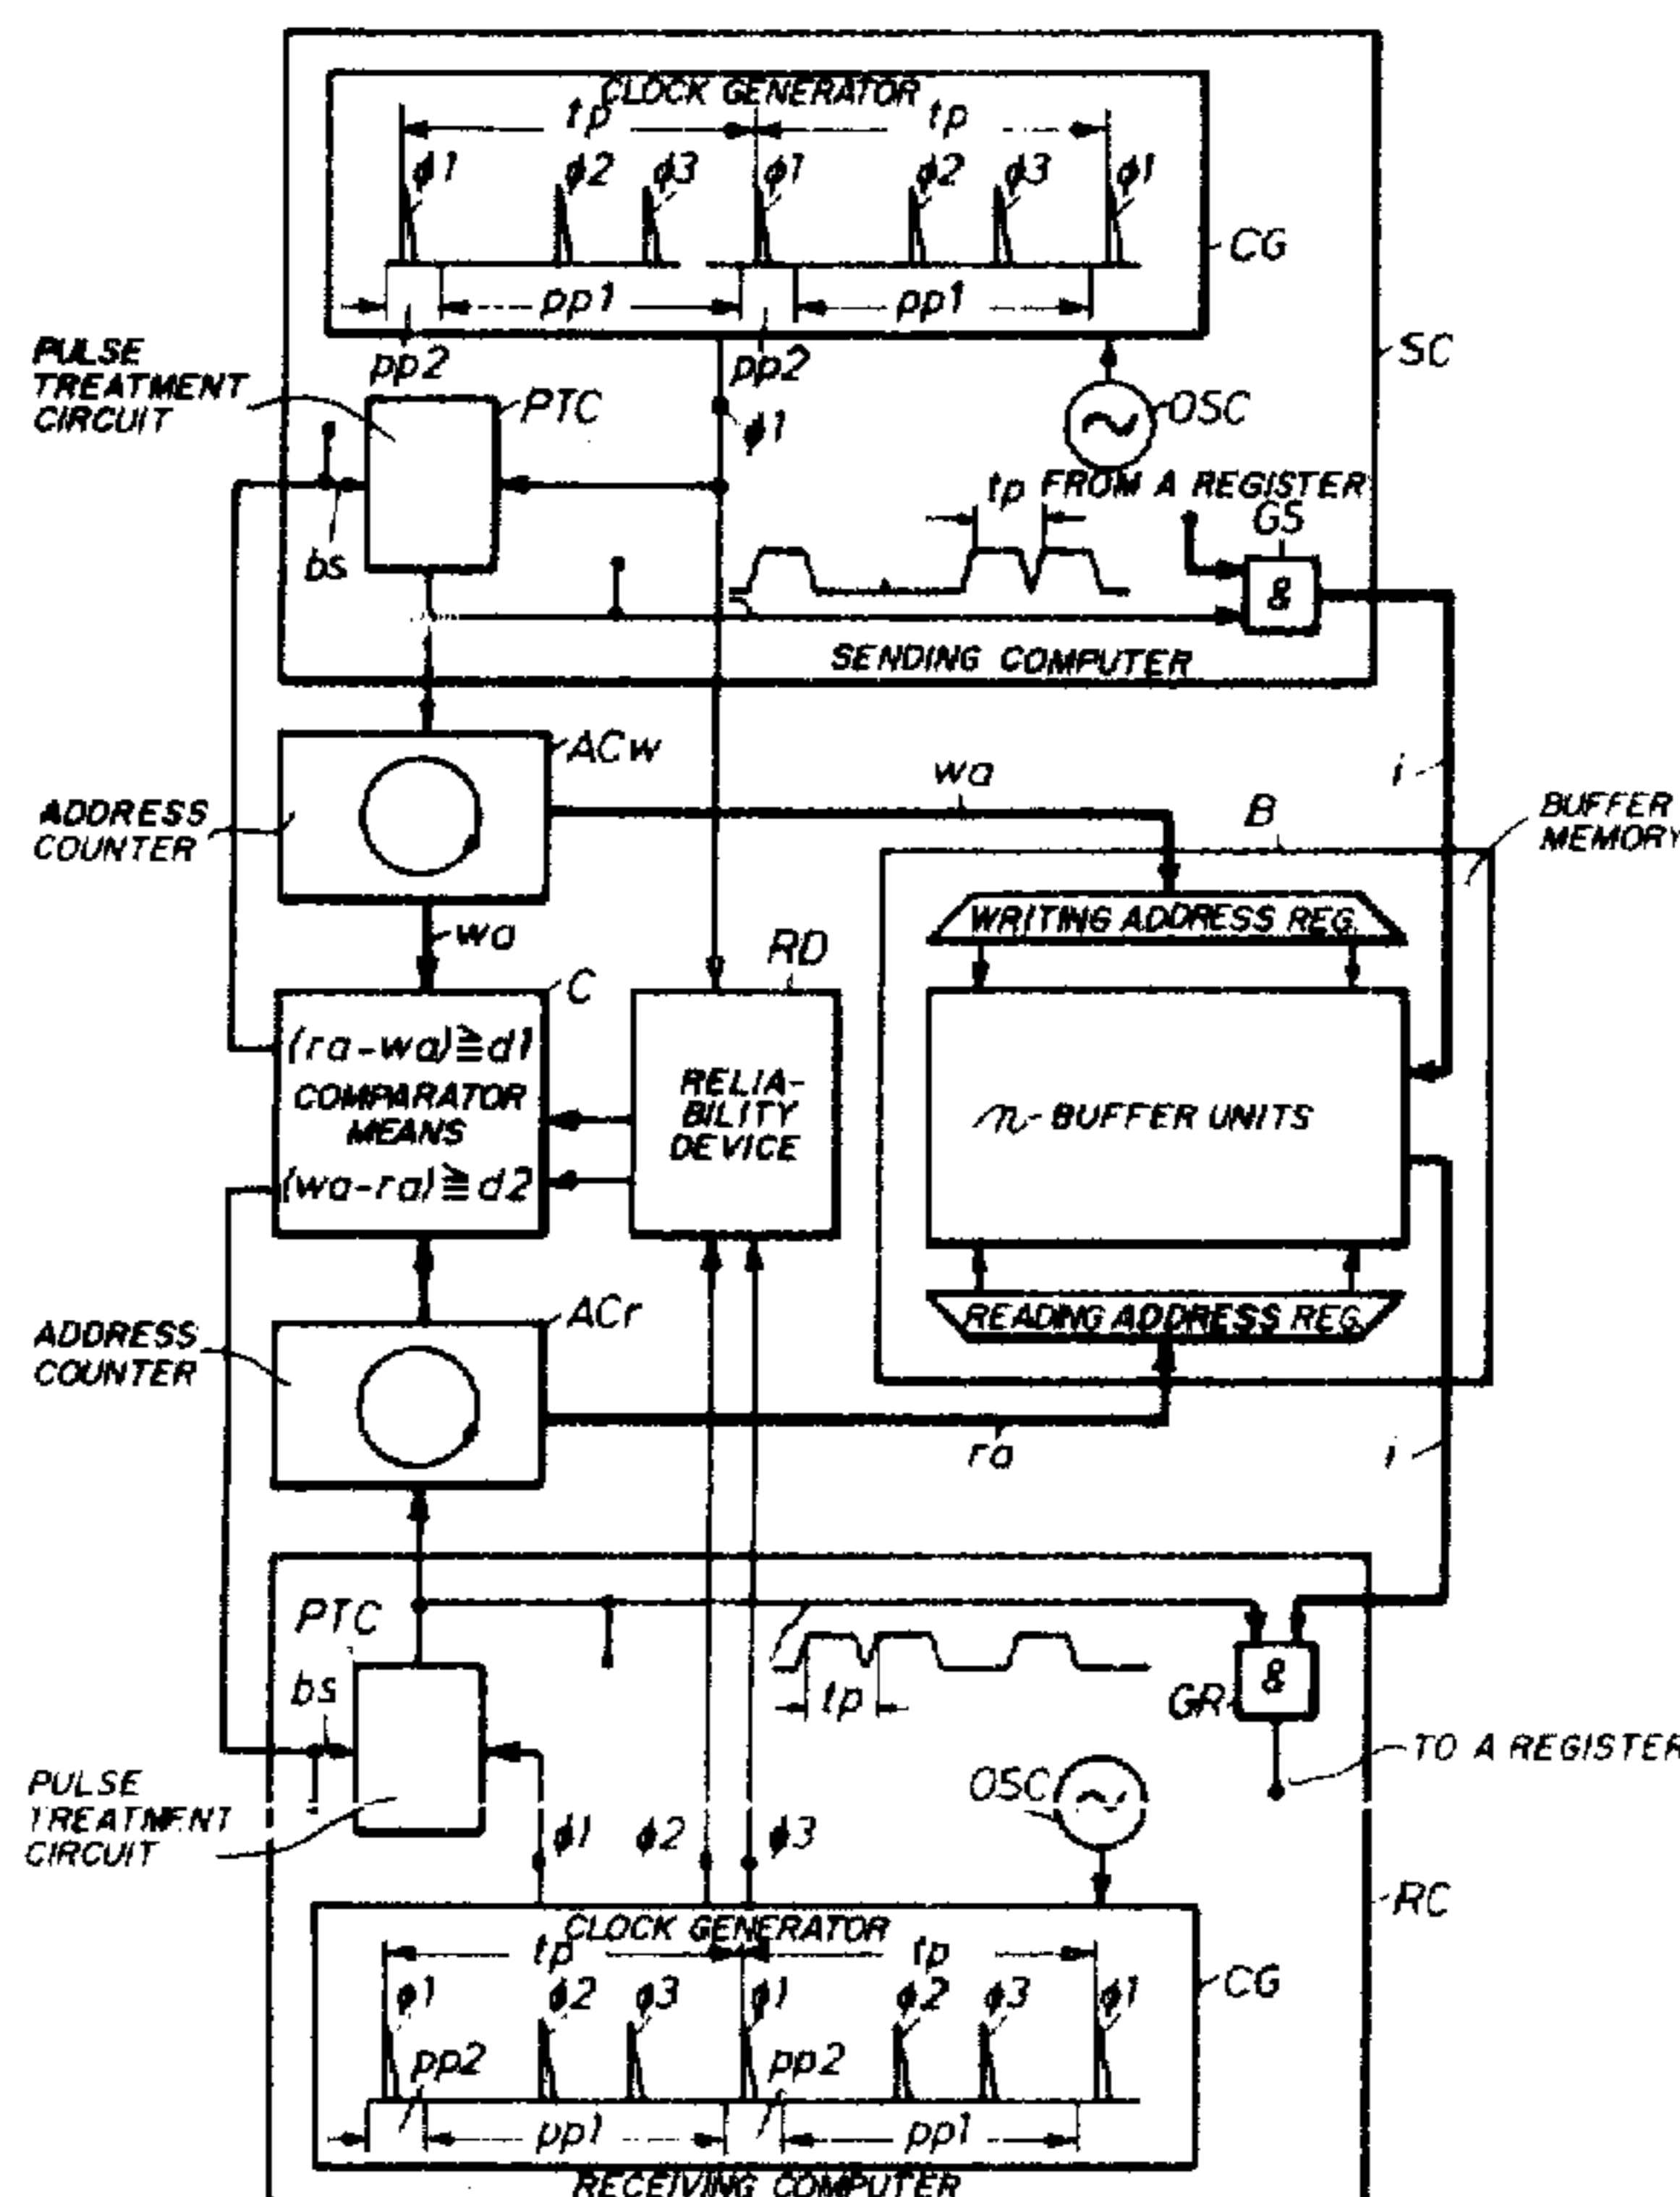 CLOCK GENERATOR
tp tp
ϕ1 ϕ2 ϕ3 ϕ1 ϕ2 ϕ3 ϕ1
CG
pp1 pp1
pp2 pp2
SC
PULSE
TREATMENT
CIRCUIT
PTC
ϕ1
OSC
bs
tp FROM A REGISTER
GS
&
SENDING COMPUTER
ACw
wa
i
ADDRESS
COUNTER
B
BUFFER
MEMORY
WRITING ADDRESS REG.
wa
C
RD
(ra-wa)≧d1
COMPARATOR
MEANS
(wa-ra)≧d2
RELIA-
BILITY
DEVICE
n- BUFFER UNITS
READING ADDRESS REG.
ACr
ADDRESS
COUNTER
ra
i
PTC
bs
tp
&
GR
TO A REGISTER
OSC
PULSE
TREATMENT
CIRCUIT
ϕ1 ϕ2 ϕ3
RC
CLOCK GENERATOR
tp tp
CG
ϕ1 ϕ2 ϕ3 ϕ1 ϕ2 ϕ3 ϕ1
pp2 pp2
pp1 pp1
RECEIVING COMPUTER